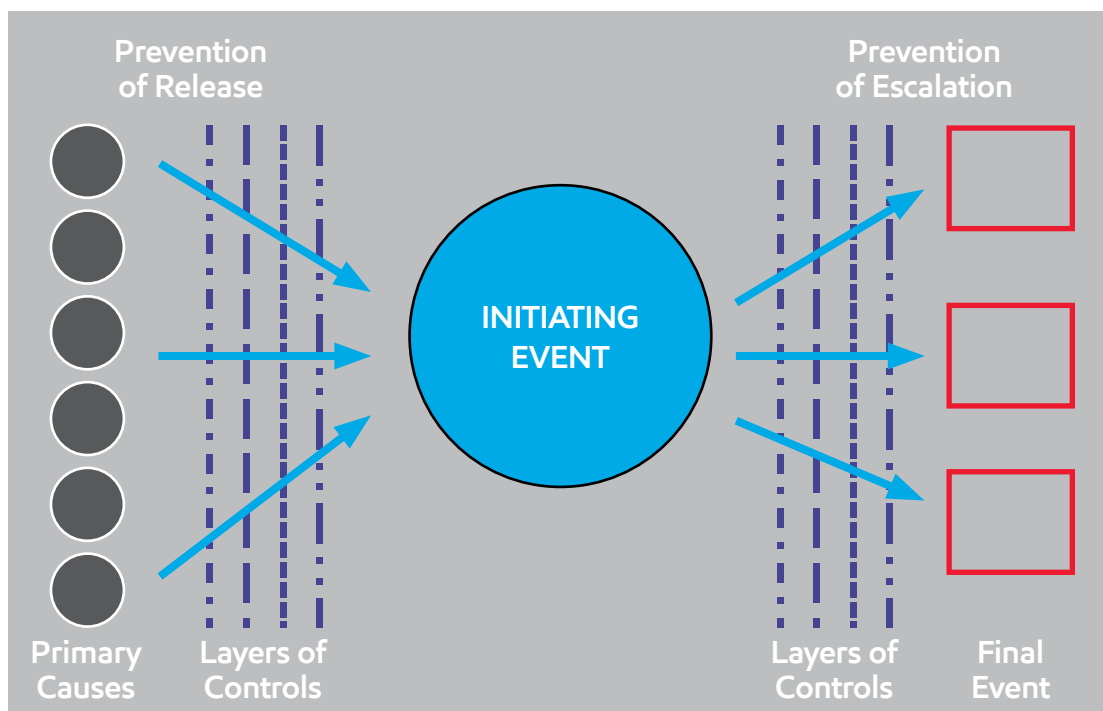 Prevention
of Release
Prevention
of Escalation
INITIATING
EVENT
Primary
Causes
Layers of
Controls
Layers of
Controls
Final
Event